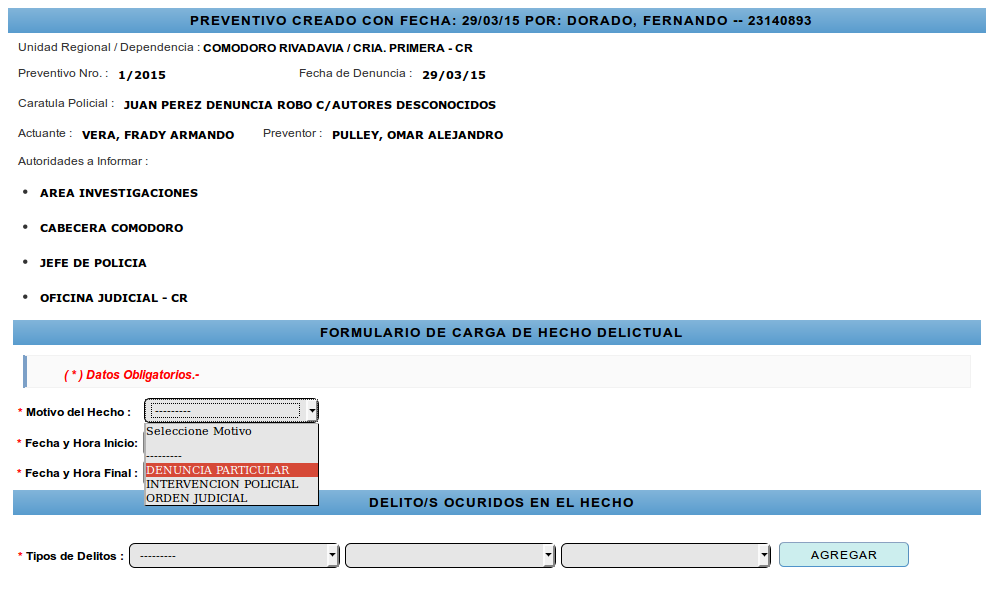 PREVENTIVO CREADO CON FECHA: 29/03/15 POR: DORADO, FERNANDO -- 23140893
Unidad Regional / Dependencia : COMODORO RIVADAVIA / CRIA. PRIMERA - CR
Preventivo Nro. : 1/2015 Fecha de Denuncia : 29/03/15
Caratula Policial : JUAN PEREZ DENUNCIA ROBO C/AUTORES DESCONOCIDOS
Actuante : VERA, FRADY ARMANDO Preventor : PULLEY, OMAR ALEJANDRO
Autoridades a Informar :
• AREA INVESTIGACIONES
• CABECERA COMODORO
• JEFE DE POLICIA
• OFICINA JUDICIAL - CR
FORMULARIO DE CARGA DE HECHO DELICTUAL
( * ) Datos Obligatorios.-
* Motivo del Hecho : ---------
Seleccione Motivo
* Fecha y Hora Inicio:
---------
* Fecha y Hora Final :
DENUNCIA PARTICULAR
INTERVENCION POLICIAL
ORDEN JUDICIAL
DELITO/S OCURIDOS EN EL HECHO
* Tipos de Delitos : --------- AGREGAR